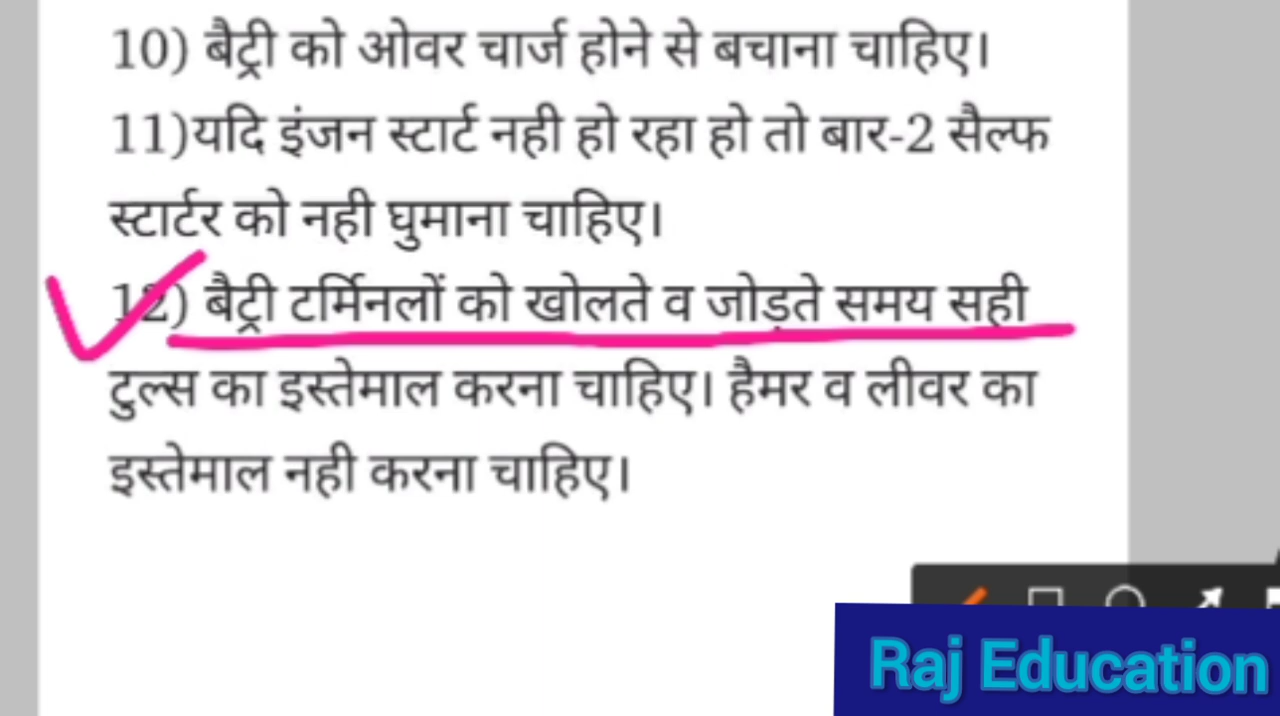 10) बैट्री को ओवर चार्ज होने से बचाना चाहिए।
11)यदि इंजन स्टार्ट नही हो रहा हो तो बार-2 सैल्फ
स्टार्टर को नही घुमाना चाहिए।
12) बैट्री टर्मिनलों को खोलते व जोड़ते समय सही
टुल्स का इस्तेमाल करना चाहिए। हैमर व लीवर का
इस्तेमाल नही करना चाहिए।
Raj Education